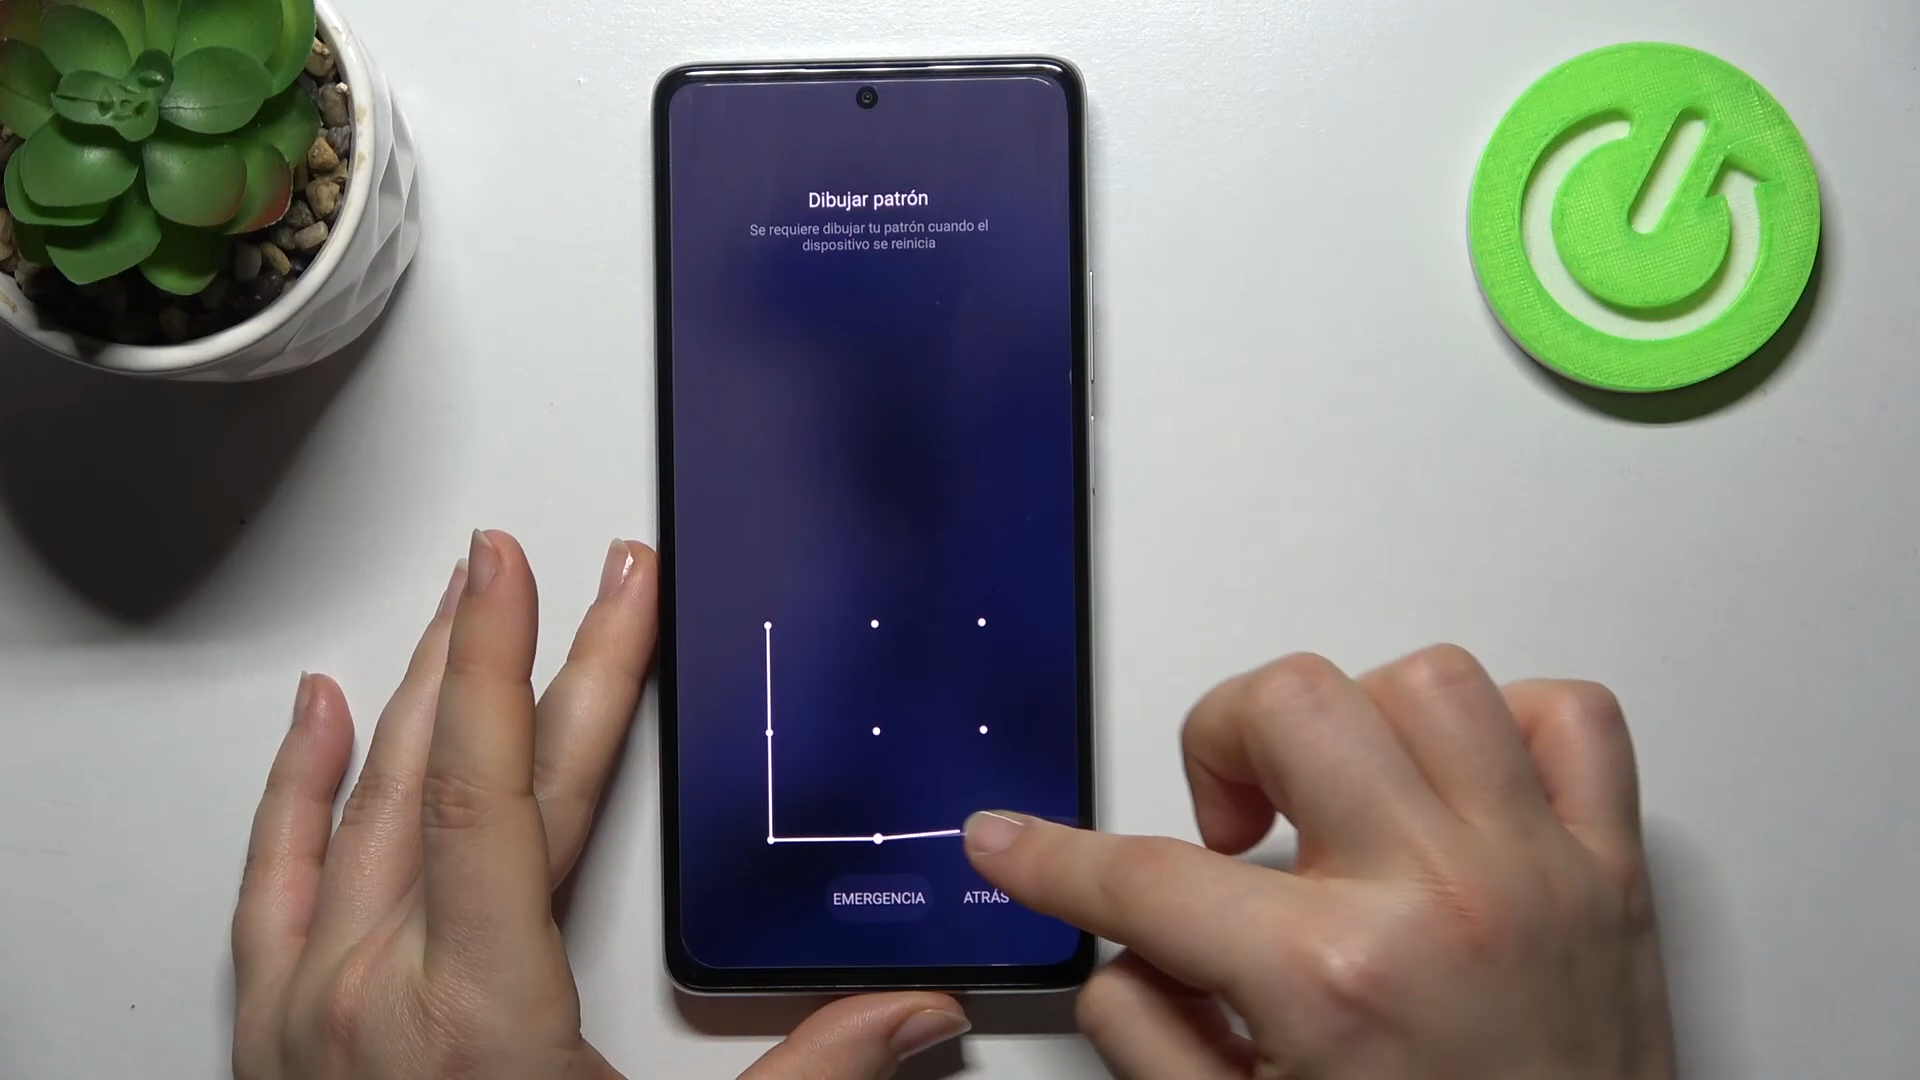 Dibujar patrón
Se requiere dibujar tu patrón cuando el
dispositivo se reinicia
EMERGENCIA
ATRÁS